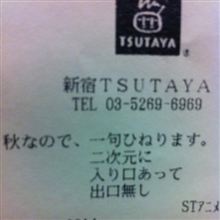 TSUTAYA
新宿TSUTAYA
TEL 03-5269-6969
秋なので、一句ひねります。
二次元に
入り口あって
出口無し
STアニメ